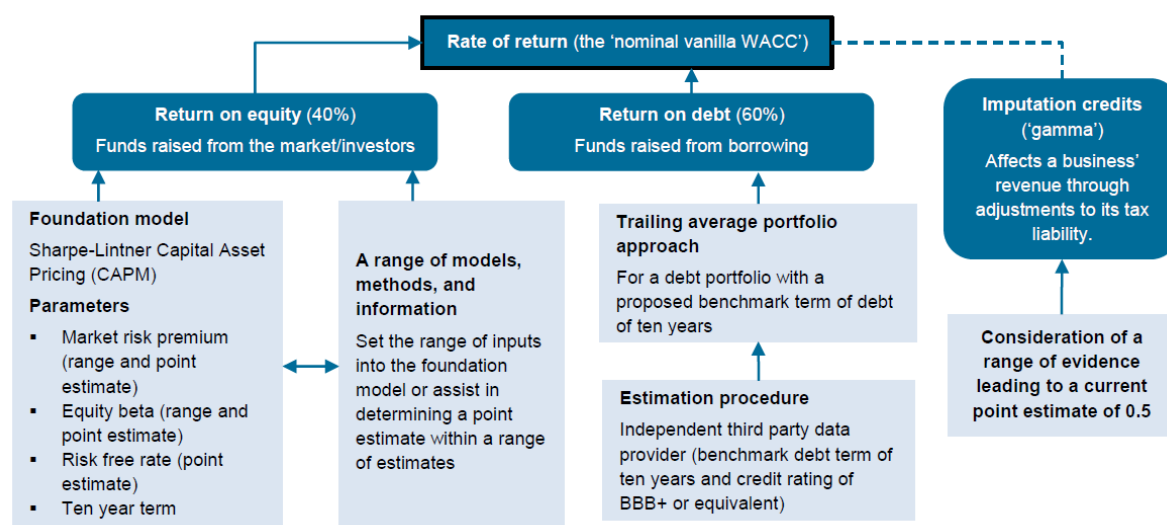 Rate of return (the 'nominal vanilla WACC')
Return on equity (40%)
Funds raised from the market/investors
Return on debt (60%)
Funds raised from borrowing
Imputation credits
('gamma')
Affects a business'
revenue through
adjustments to its tax
liability.
Foundation model
Sharpe-Lintner Capital Asset
Pricing (CAPM)
Parameters
▪ Market risk premium
(range and point
estimate)
▪ Equity beta (range and
point estimate)
▪ Risk free rate (point
estimate)
▪ Ten year term
A range of models,
methods, and
information
Set the range of inputs
into the foundation
model or assist in
determining a point
estimate within a range
of estimates
Trailing average portfolio
approach
For a debt portfolio with a
proposed benchmark term of debt
of ten years
Estimation procedure
Independent third party data
provider (benchmark debt term of
ten years and credit rating of
BBB+ or equivalent)
Consideration of a
range of evidence
leading to a current
point estimate of 0.5